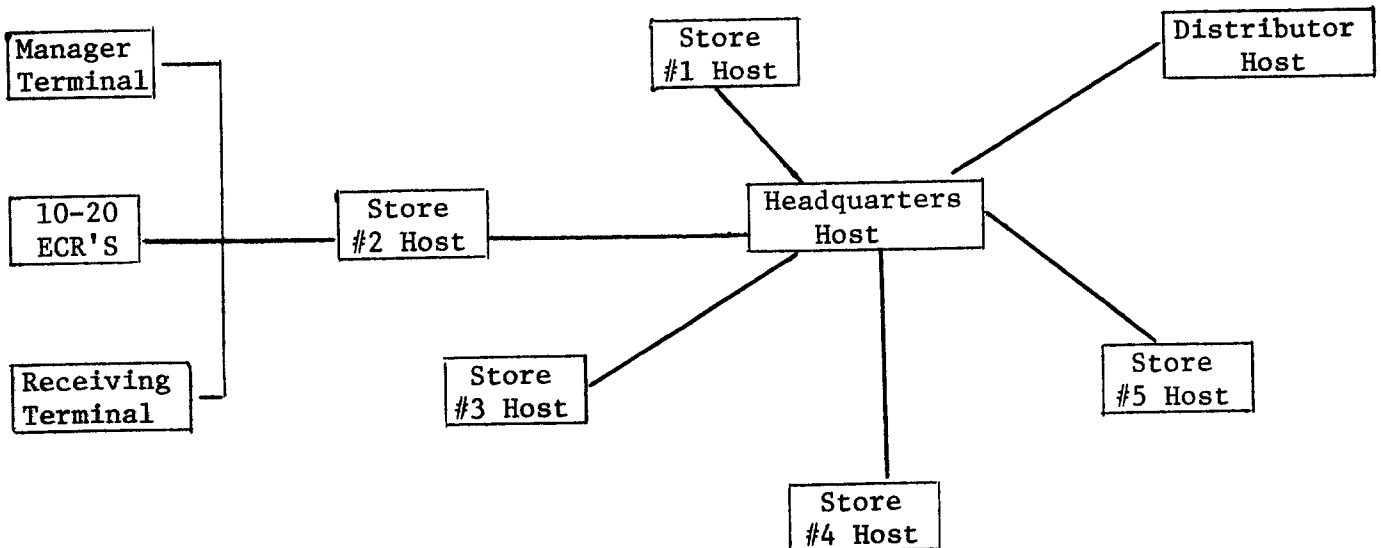 Manager
Terminal
Store
#1 Host
Distributor
Host
10-20
ECR'S
Store
#2 Host
Headquarters
Host
Receiving
Terminal
Store
#3 Host
Store
#5 Host
Store
#4 Host